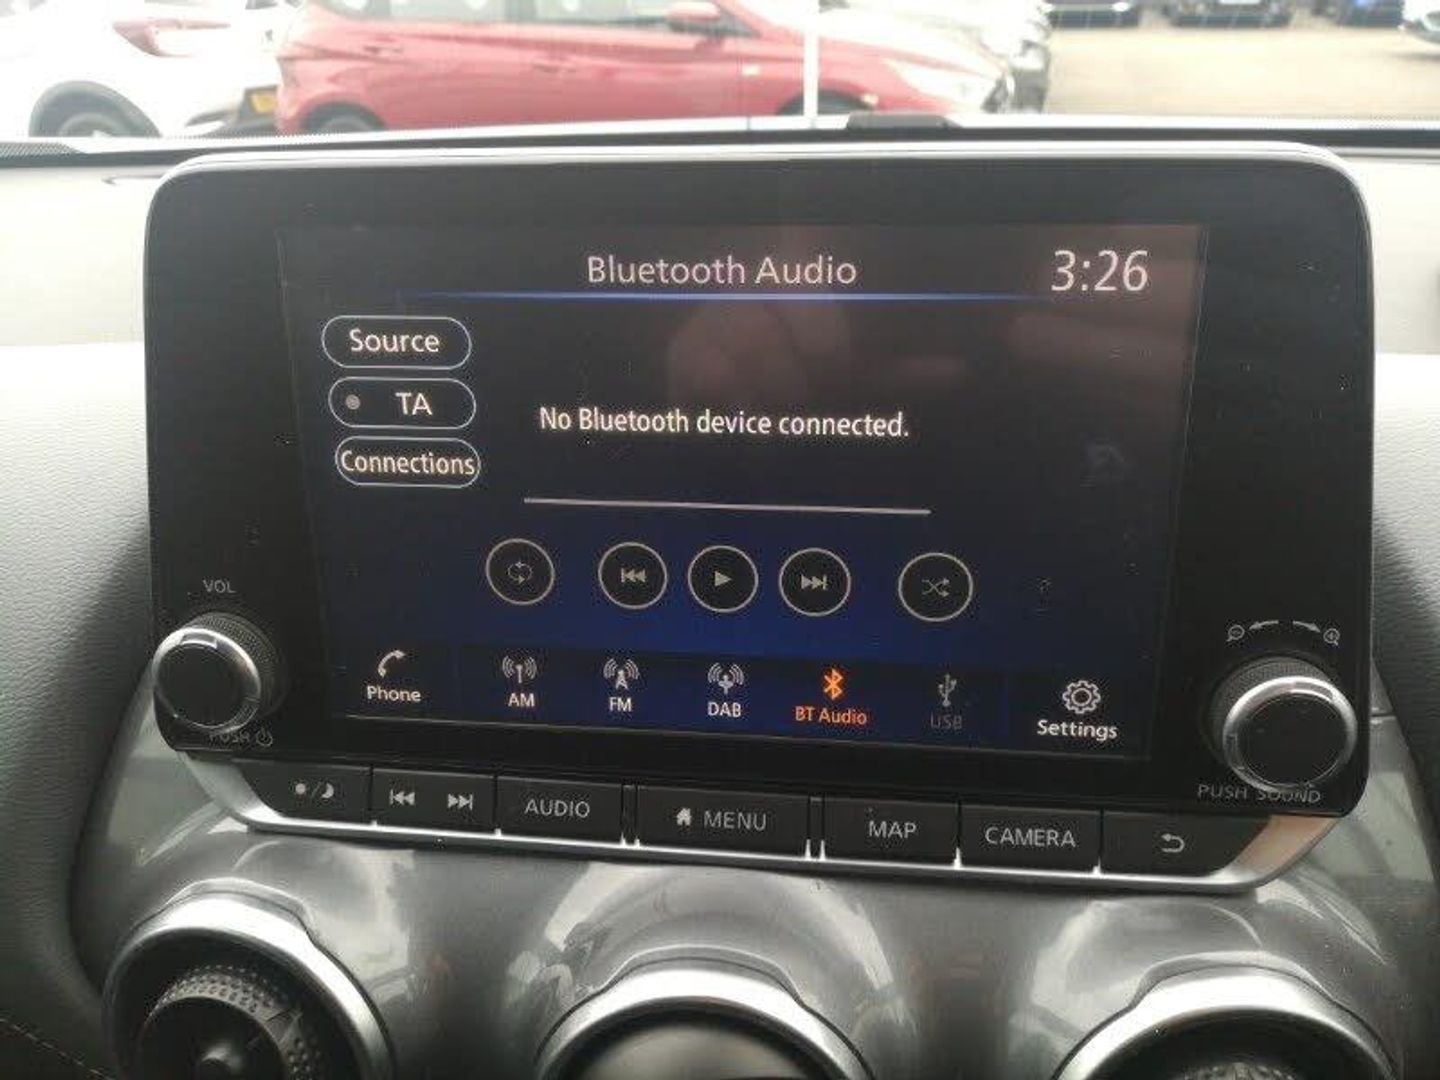 Bluetooth Audio
3:26
Source
TA
Connections
No Bluetooth device connected.
VOL
PUSH
Phone
AM
FM
DAB
BT Audio
USB
Settings
PUSH SOUND
AUDIO
MENU
MAP
CAMERA